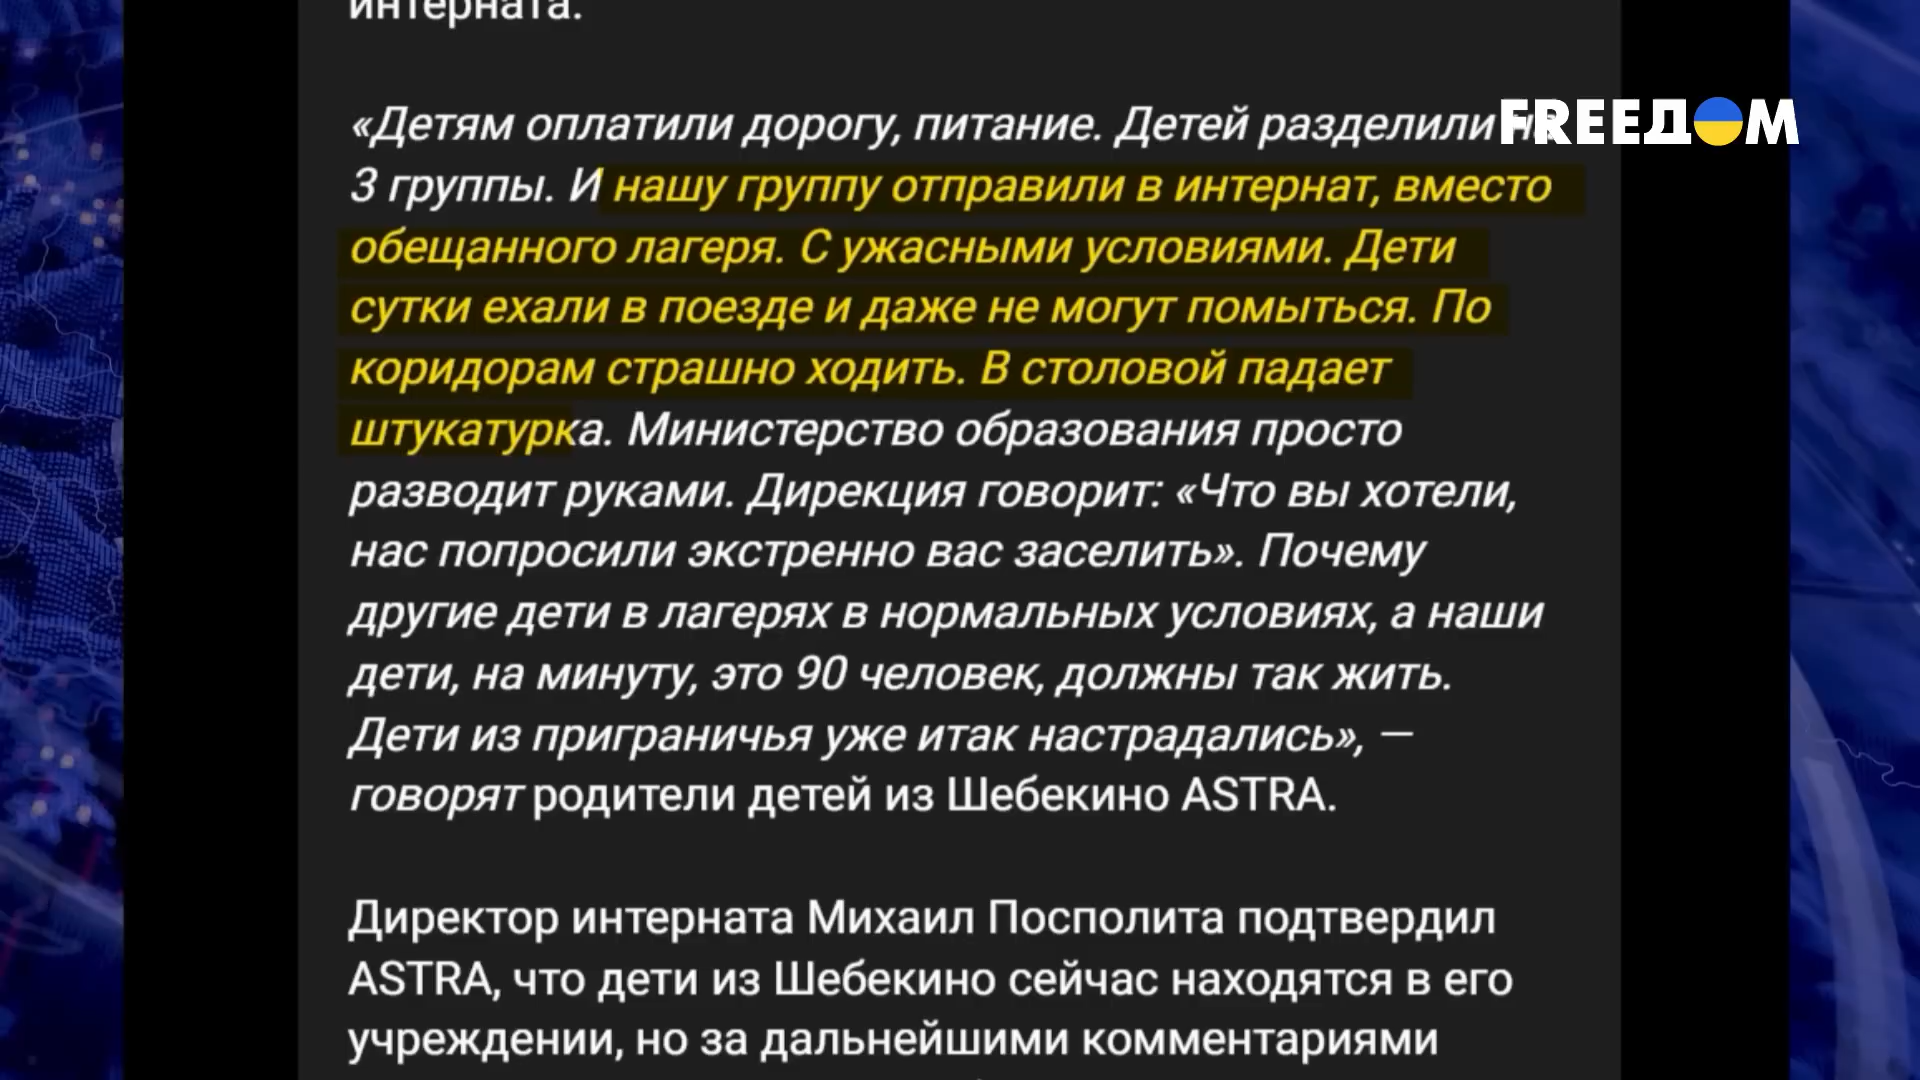 интерната.
«Детям оплатили дорогу, питание. Детей разделили на
FREEДОМ
3 группы. И нашу группу отправили в интернат, вместо
обещанного лагеря. С ужасными условиями. Дети
сутки ехали в поезде и даже не могут помыться. По
коридорам страшно ходить. В столовой падает
штукатурка. Министерство образования просто
разводит руками. Дирекция говорит: «Что вы хотели,
нас попросили экстренно вас заселить». Почему
другие дети в лагерях в нормальных условиях, а наши
дети, на минуту, это 90 человек, должны так жить.
Дети из приграничья уже итак настрадались», —
говорят родители детей из Шебекино ASTRA.
Директор интерната Михаил Посполита подтвердил
ASTRA, что дети из Шебекино сейчас находятся в его
учреждении, но за дальнейшими комментариями